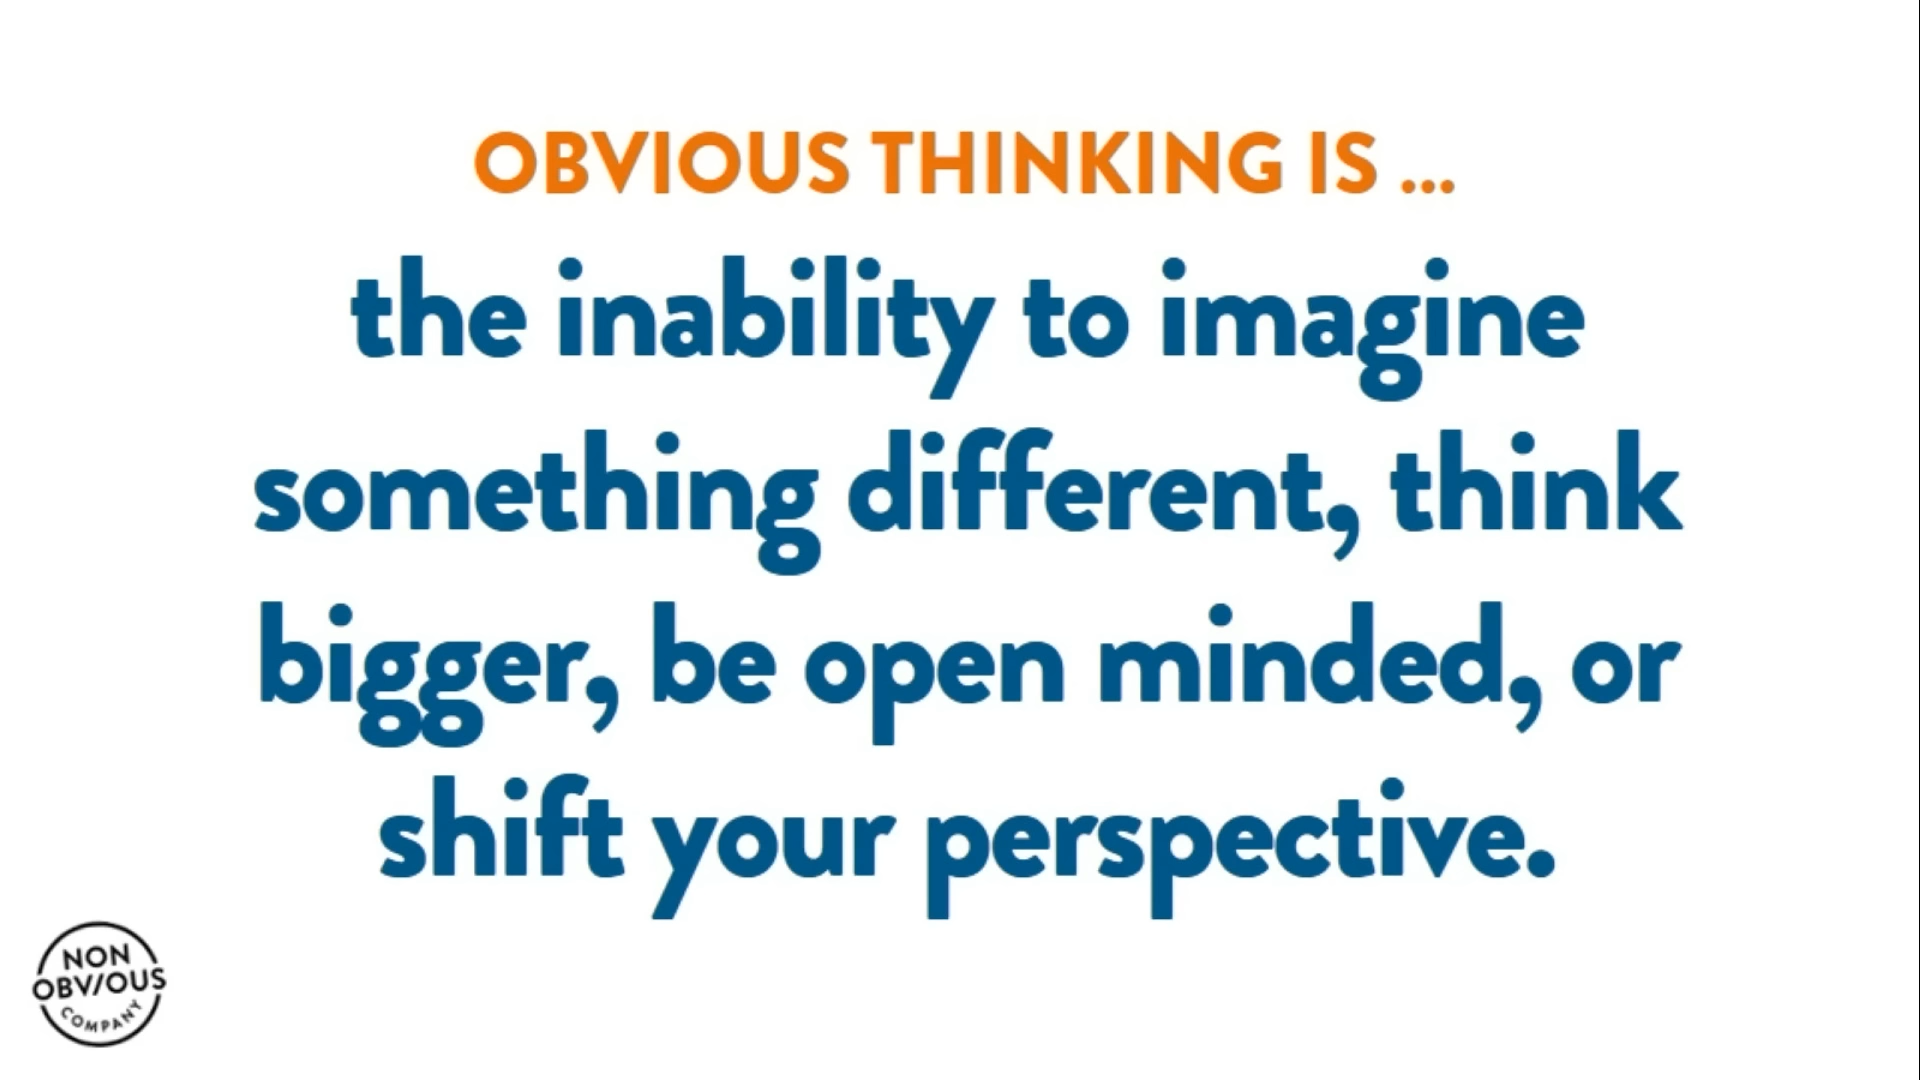 OBVIOUS THINKING IS ...
the inability to imagine
something different, think
bigger, be open minded, or
shift your perspective.
NON
OBV/OUS
COMPANY